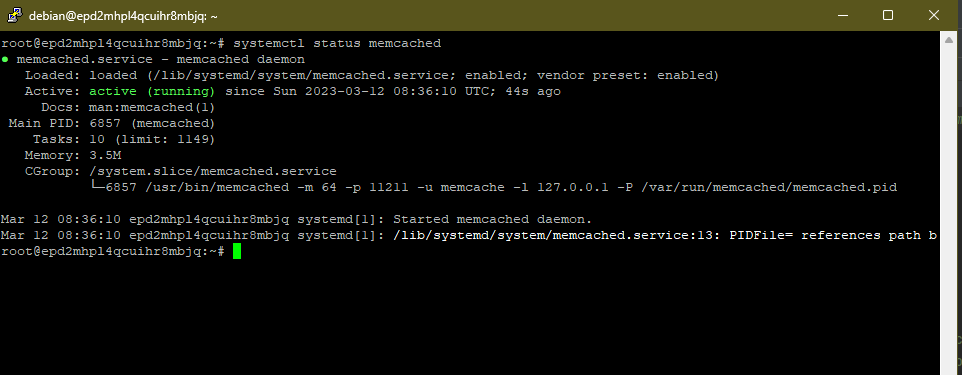 debian@epd2mhpl4qcuihr8mbjq: ~
root@epd2mhpl4qcuihr8mbjq:~# systemctl status memcached
● memcached.service - memcached daemon
   Loaded: loaded (/lib/systemd/system/memcached.service; enabled; vendor preset: enabled)
   Active: active (running) since Sun 2023-03-12 08:36:10 UTC; 44s ago
     Docs: man:memcached(1)
 Main PID: 6857 (memcached)
    Tasks: 10 (limit: 1149)
   Memory: 3.5M
   CGroup: /system.slice/memcached.service
           └─6857 /usr/bin/memcached -m 64 -p 11211 -u memcache -l 127.0.0.1 -P /var/run/memcached/memcached.pid

Mar 12 08:36:10 epd2mhpl4qcuihr8mbjq systemd[1]: Started memcached daemon.
Mar 12 08:36:10 epd2mhpl4qcuihr8mbjq systemd[1]: /lib/systemd/system/memcached.service:13: PIDFile= references path b
root@epd2mhpl4qcuihr8mbjq:~#